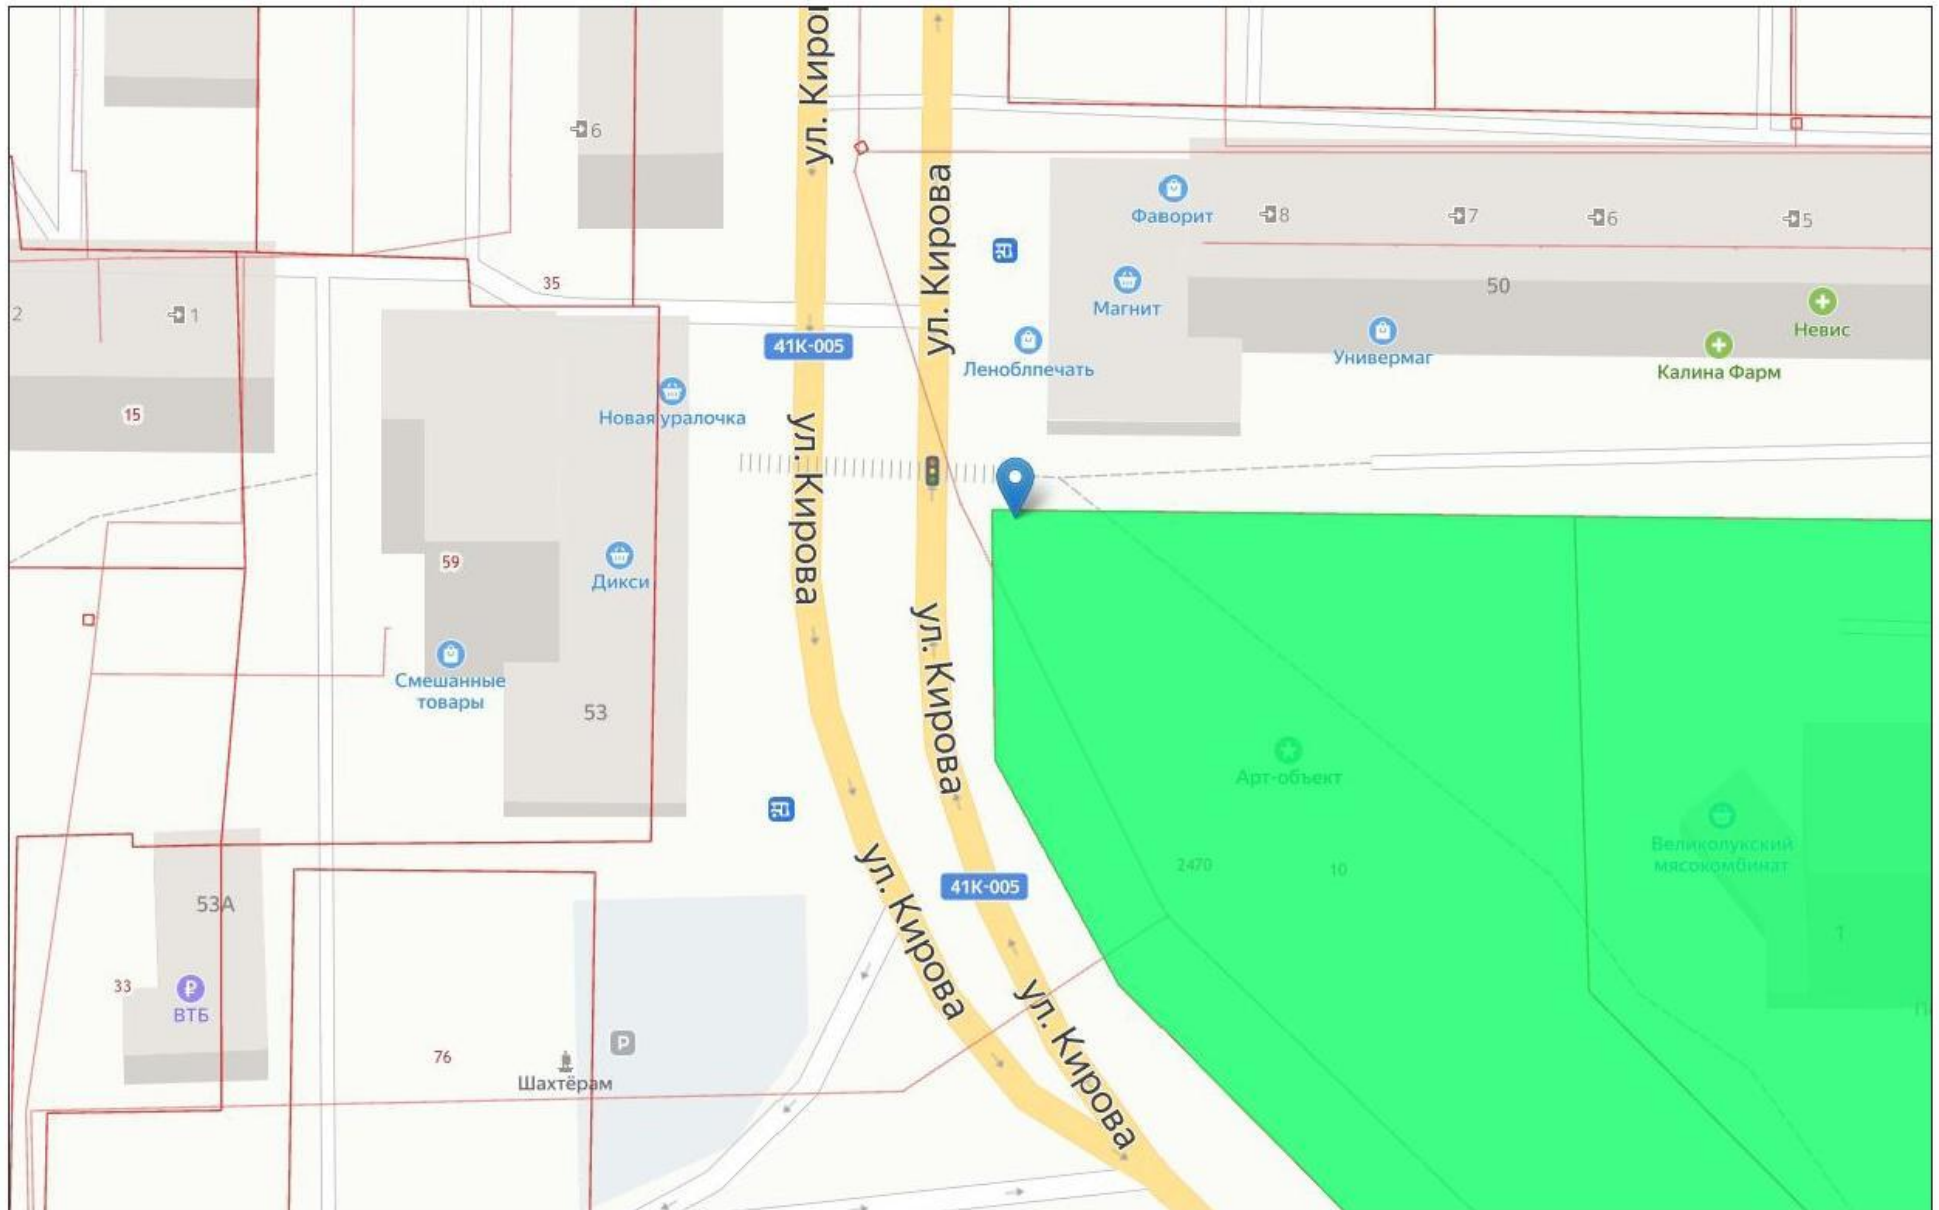 ул. Киро
ул. Кирова
6
Фаворит
8
7
6
5
Магнит
50
Невис
Леноблпечать
Универмаг
Калина Фарм
35
2
1
41К-005
15
Новая уралочка
ул. Кирова
59
Дикси
Смешанные
товары
53
ул. Кирова
Арт-объект
Великолукский
мясокомбинат
2470
10
41К-005
ул. Кирова
53А
1
33
ВТБ
P
76
Шахтёрам
ул. Кирова